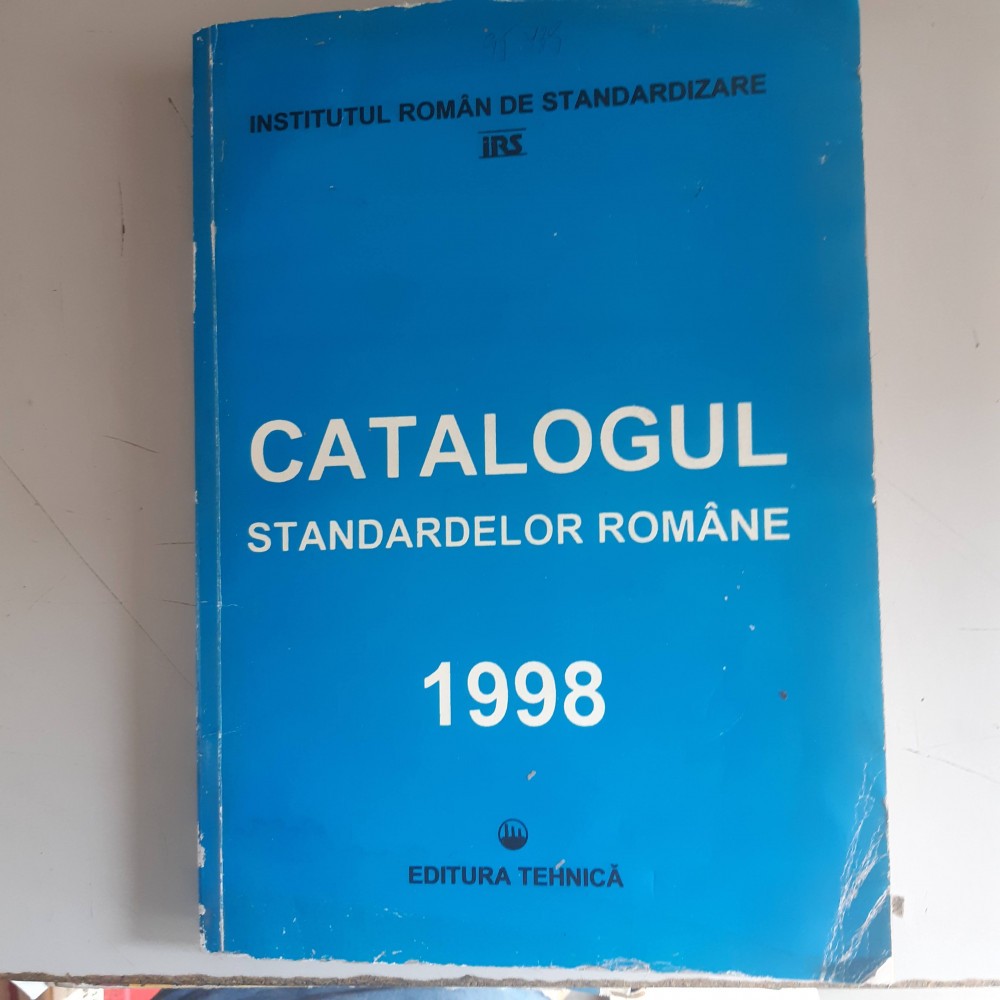 INSTITUTUL ROMÂN DE STANDARDIZARE
IRS
CATALOGUL
STANDARDELOR ROMÂNE
1998
EDITURA TEHNICĂ